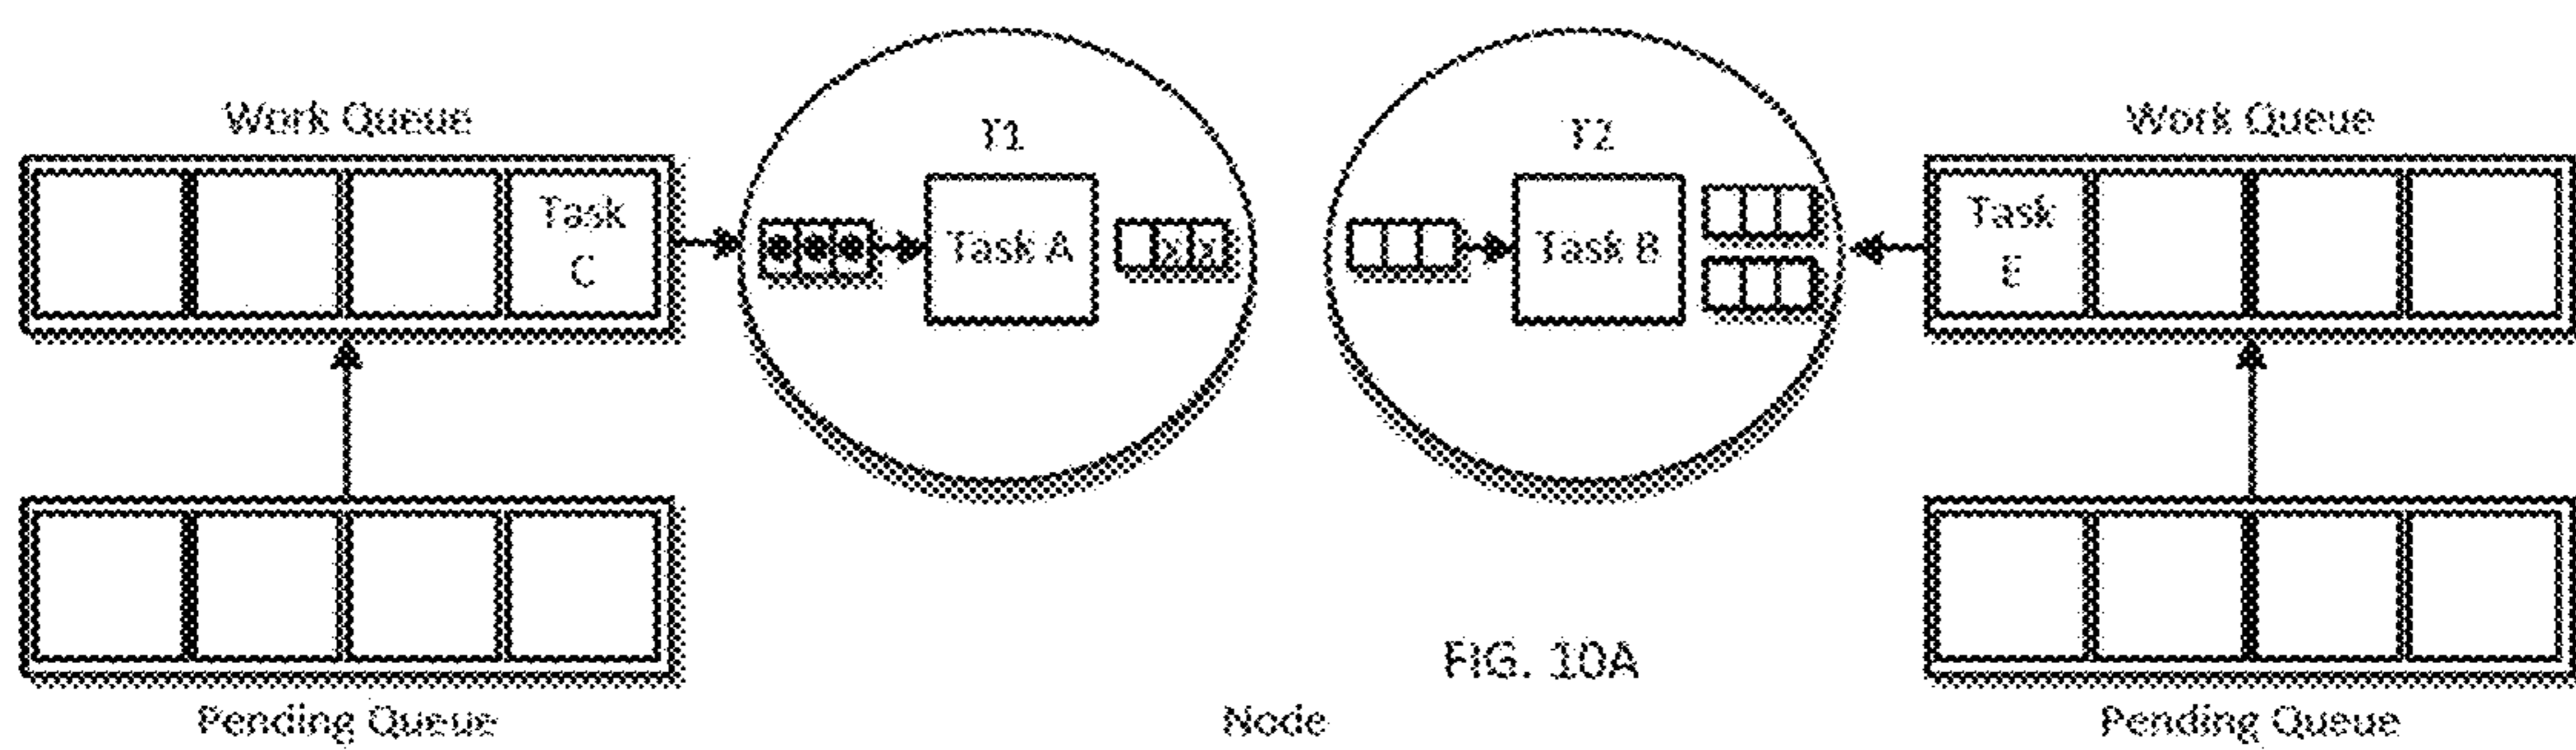 Work Queue
Task
C
T1
Task A
x x
T2
Task B
Work Queue
Task
E
Pending Queue
Node
FIG. 10A
Pending Queue